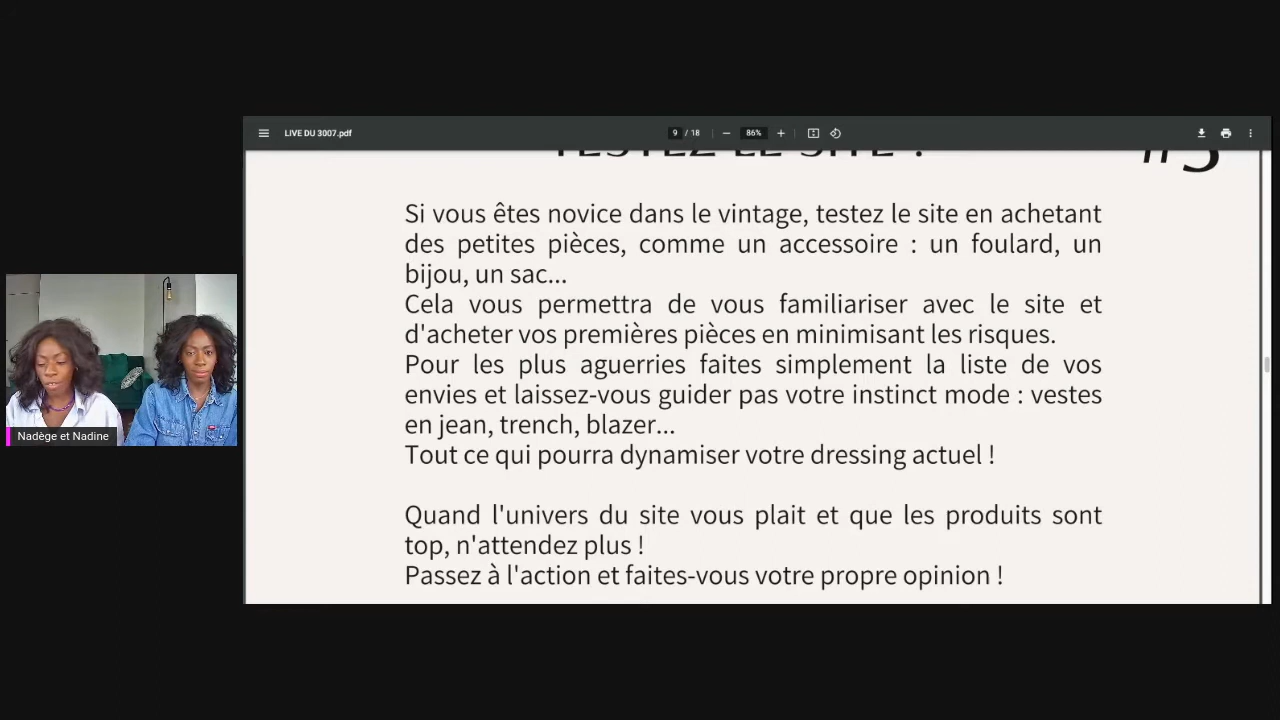 LIVE DU 3007.pdf
9 / 18
86%
TESTEZ LE SITE !
Si vous êtes novice dans le vintage, testez le site en achetant
des petites pièces, comme un accessoire : un foulard, un
bijou, un sac...
Cela vous permettra de vous familiariser avec le site et
d'acheter vos premières pièces en minimisant les risques.
Pour les plus aguerries faites simplement la liste de vos
envies et laissez-vous guider pas votre instinct mode : vestes
en jean, trench, blazer...
Tout ce qui pourra dynamiser votre dressing actuel !
Quand l'univers du site vous plait et que les produits sont
top, n'attendez plus !
Passez à l'action et faites-vous votre propre opinion !
Nadège et Nadine